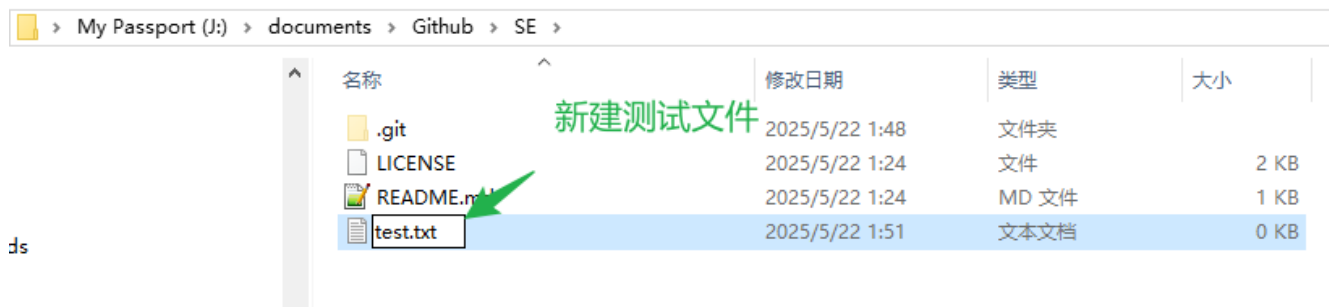 My Passport (J:) > documents > Github > SE >
名称 修改日期 类型 大小
新建测试文件
.git 2025/5/22 1:48 文件夹
LICENSE 2025/5/22 1:24 文件 2 KB
README.md 2025/5/22 1:24 MD 文件 1 KB
test.txt 2025/5/22 1:51 文本文档 0 KB
ds